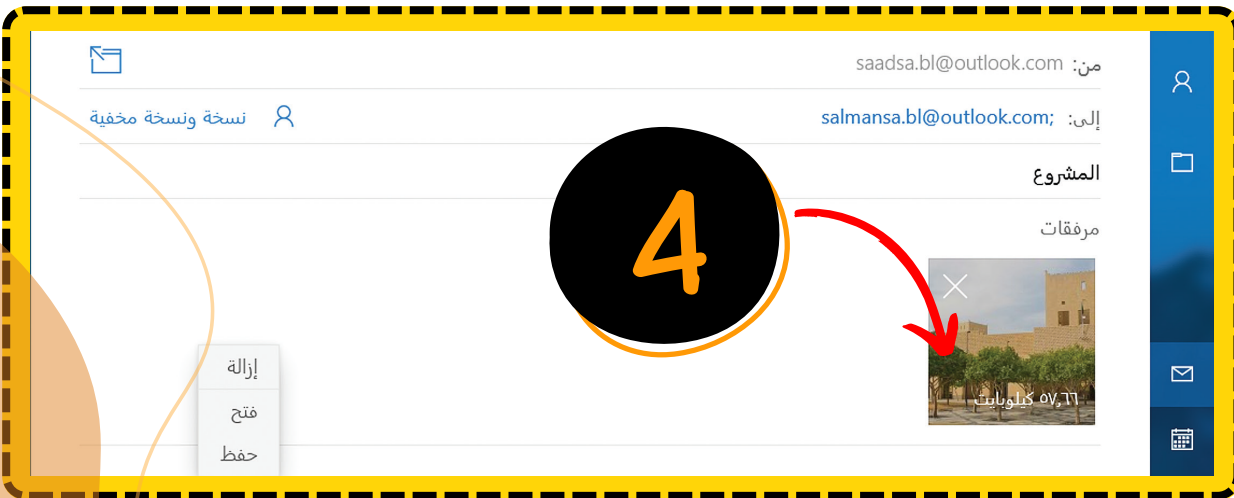 من: saadsa.bl@outlook.com
إلى: salmansa.bl@outlook.com;
نسخة ونسخة مخفية
المشروع
مرفقات
4
٥٧,٦٦ كيلوبايت
إزالة
فتح
حفظ